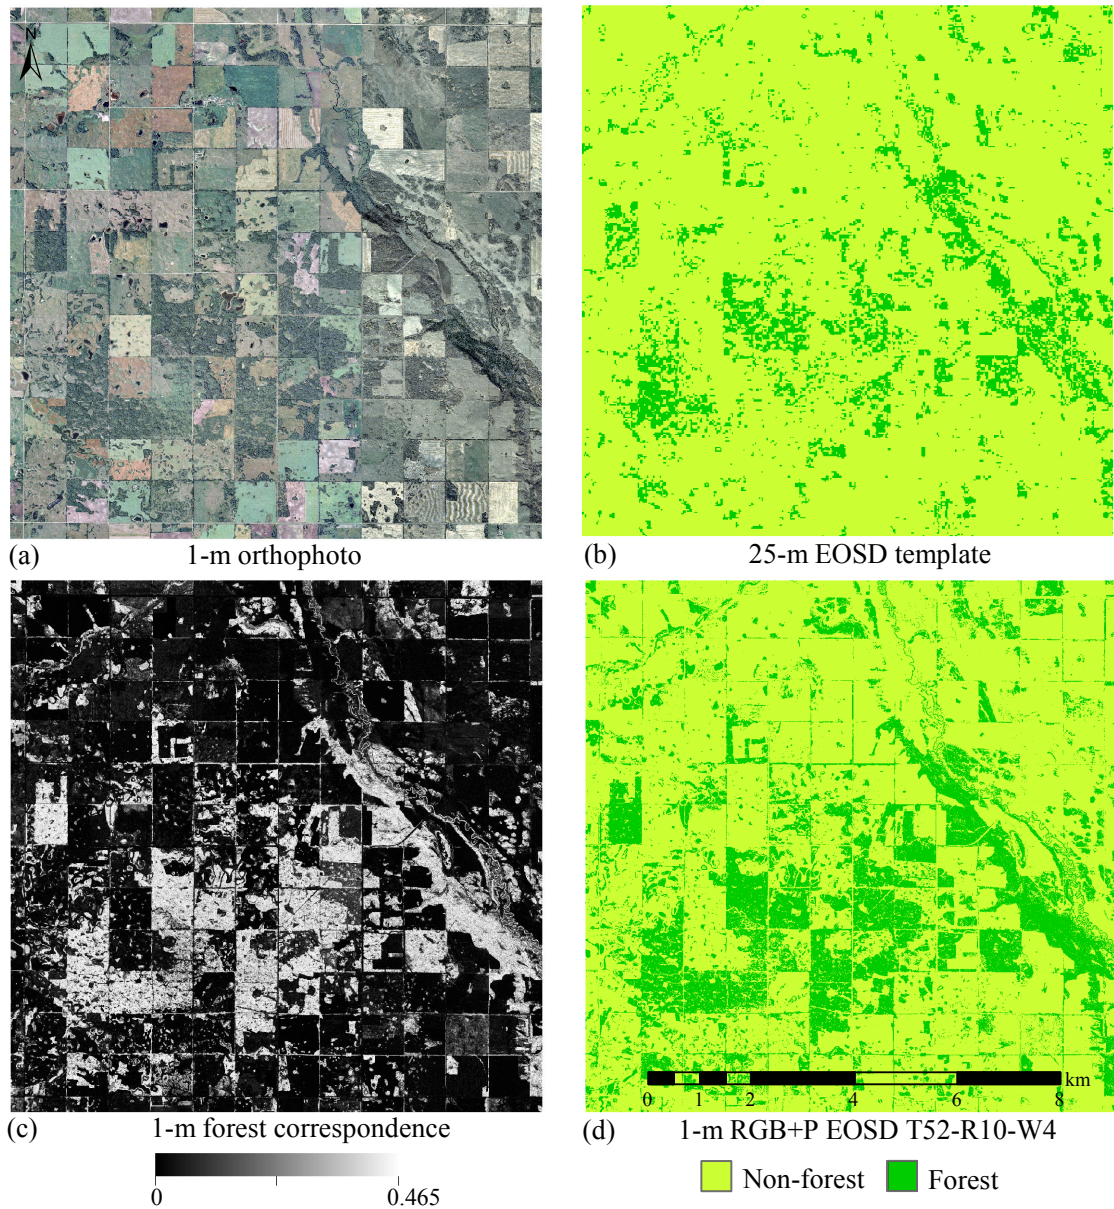 N
(a) 1-m orthophoto
(b) 25-m EOSD template
(c) 1-m forest correspondence
0 0.465
km
0 1 2 4 6 8
(d) 1-m RGB+P EOSD T52-R10-W4
Non-forest Forest